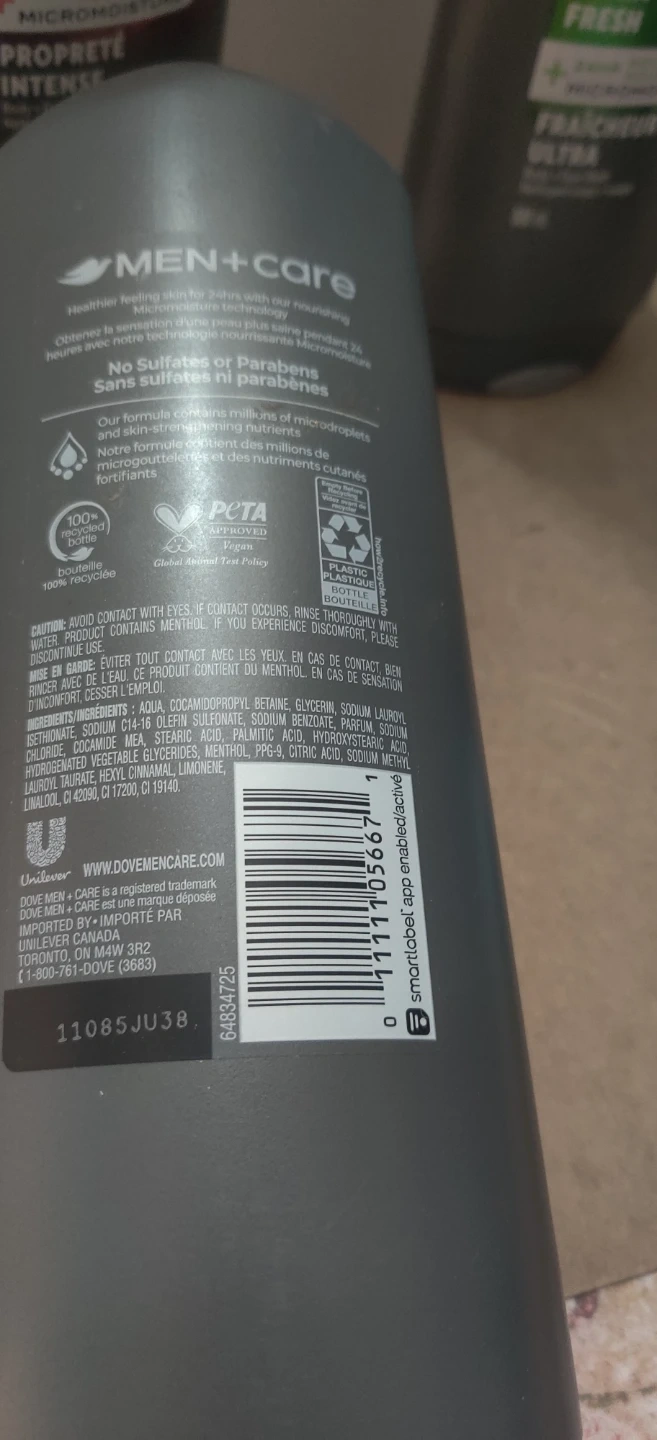 MICROMOISTURE
PROPRETÉ
INTENSE
FRESH
FRAÎCHEUR
ULTRA
MEN+care
Healthier feeling skin for 24hrs with our nourishing
Micromoisture technology
Obtenez la sensation d'une peau plus saine pendant 24
heures avec notre technologie nourrissante Micromoisture
No Sulfates or Parabens
Sans sulfates ni parabènes
Our formula contains millions of microdroplets
and skin-strengthening nutrients
Notre formule contient des millions de
microgouttelettes et des nutriments cutanés
fortifiants
100%
recycled
bottle
bouteille
100% recyclée
PETA
APPROVED
Vegan
Global Animal Test Policy
Empty Before
Recycling
Videz avant de
recycler
PLASTIC
PLASTIQUE
BOTTLE
BOUTEILLE
how2recycle.info
CAUTION: AVOID CONTACT WITH EYES. IF CONTACT OCCURS, RINSE THOROUGHLY WITH
WATER. PRODUCT CONTAINS MENTHOL. IF YOU EXPERIENCE DISCOMFORT, PLEASE
DISCONTINUE USE.
MISE EN GARDE: ÉVITER TOUT CONTACT AVEC LES YEUX. EN CAS DE CONTACT, BIEN
RINCER AVEC DE L'EAU. CE PRODUIT CONTIENT DU MENTHOL. EN CAS DE SENSATION
D'INCONFORT, CESSER L'EMPLOI.
INGREDIENTS/INGRÉDIENTS : AQUA, COCAMIDOPROPYL BETAINE, GLYCERIN, SODIUM LAUROYL
ISETHIONATE, SODIUM C14-16 OLEFIN SULFONATE, SODIUM BENZOATE, PARFUM, SODIUM
CHLORIDE, COCAMIDE MEA, STEARIC ACID, PALMITIC ACID, HYDROXYSTEARIC ACID,
HYDROGENATED VEGETABLE GLYCERIDES, MENTHOL, PPG-9, CITRIC ACID, SODIUM METHYL
LAUROYL TAURATE, HEXYL CINNAMAL, LIMONENE,
LINALOOL, CI 42090, CI 17200, CI 19140.
Unilever
WWW.DOVEMENCARE.COM
DOVE MEN + CARE is a registered trademark
DOVE MEN + CARE est une marque déposée
IMPORTED BY • IMPORTÉ PAR
UNILEVER CANADA
TORONTO, ON M4W 3R2
1-800-761-DOVE (3683)
11085JU38
64834725
0 11111 05667 1
smartlabel™ app enabled/activé